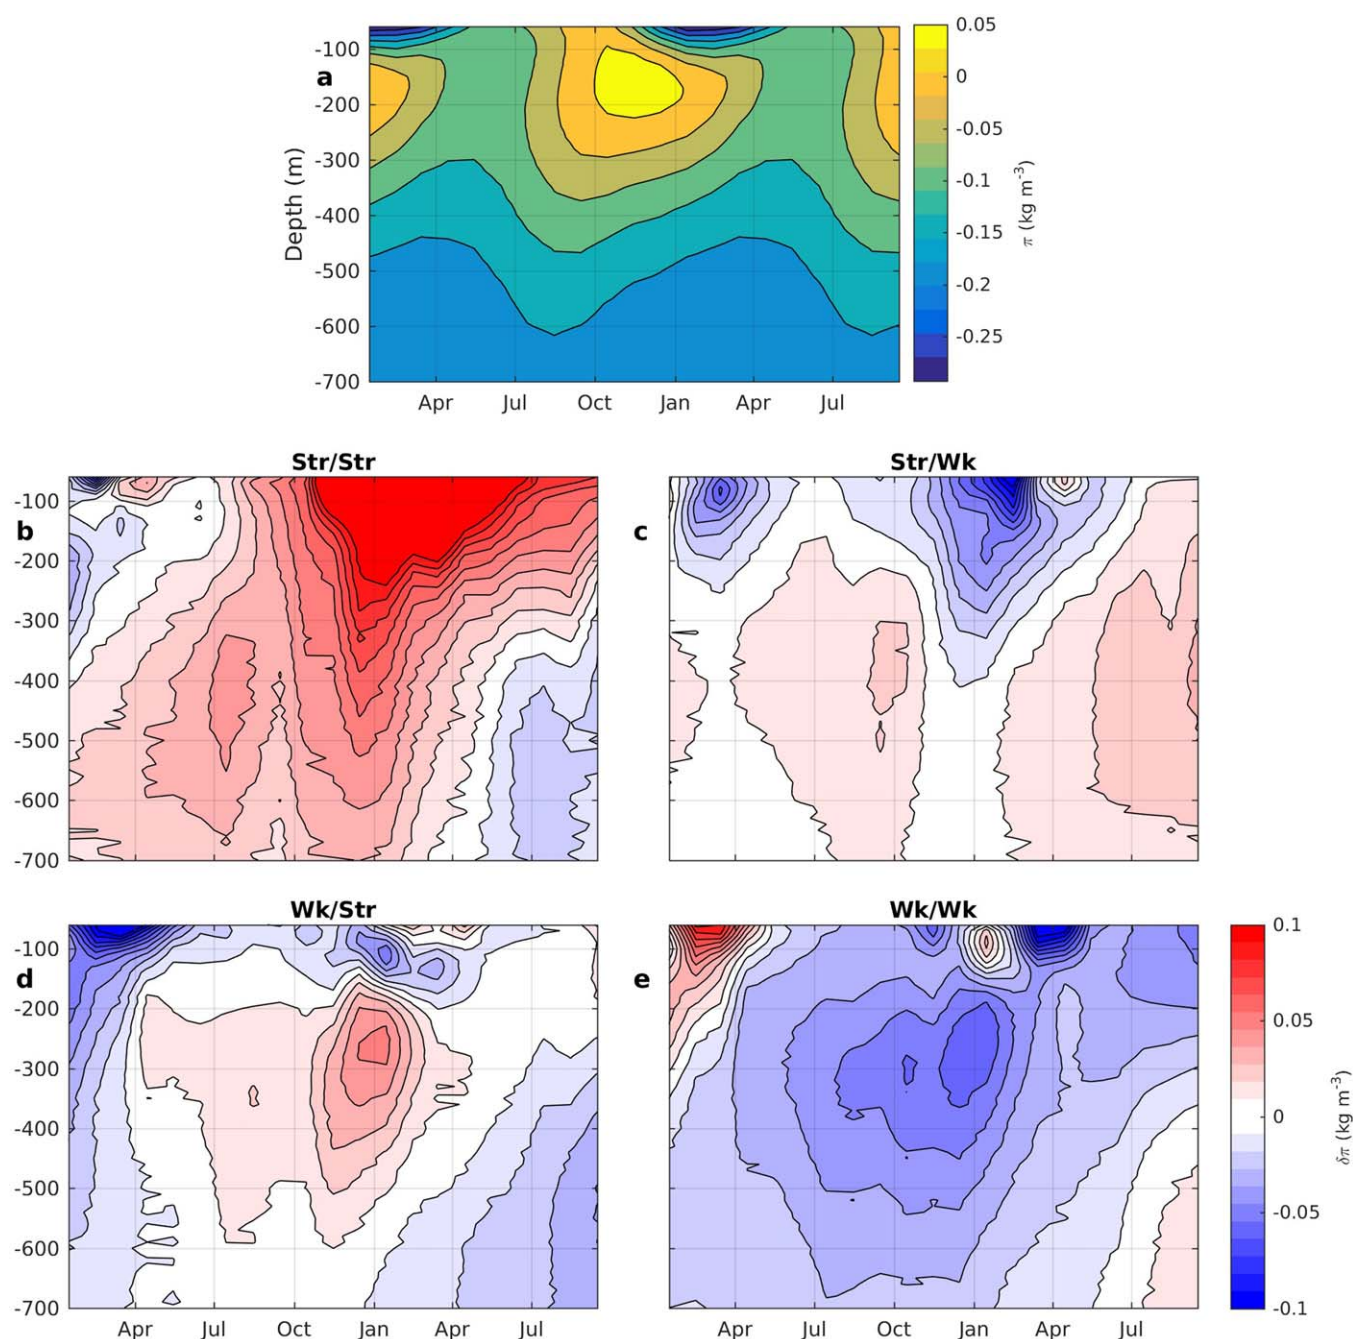 a
Depth (m)
-100
-200
-300
-400
-500
-600
-700
Apr Jul Oct Jan Apr Jul
0.05
0
-0.05
-0.1
-0.15
-0.2
-0.25
π (kg m-3)
Str/Str
b
-100
-200
-300
-400
-500
-600
-700
Str/Wk
c
Wk/Str
d
-100
-200
-300
-400
-500
-600
-700
Apr Jul Oct Jan Apr Jul
Wk/Wk
e
Apr Jul Oct Jan Apr Jul
0.1
0.05
0
-0.05
-0.1
δπ (kg m-3)